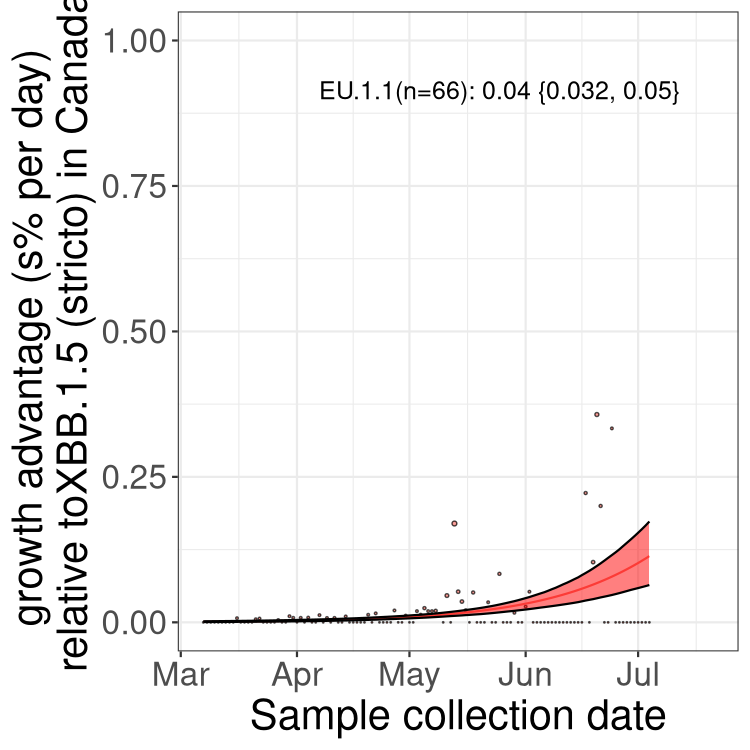 growth advantage (s% per day)
relative toXBB.1.5 (stricto) in Canada
1.00
0.75
0.50
0.25
0.00
EU.1.1(n=66): 0.04 {0.032, 0.05}
Mar Apr May Jun Jul
Sample collection date